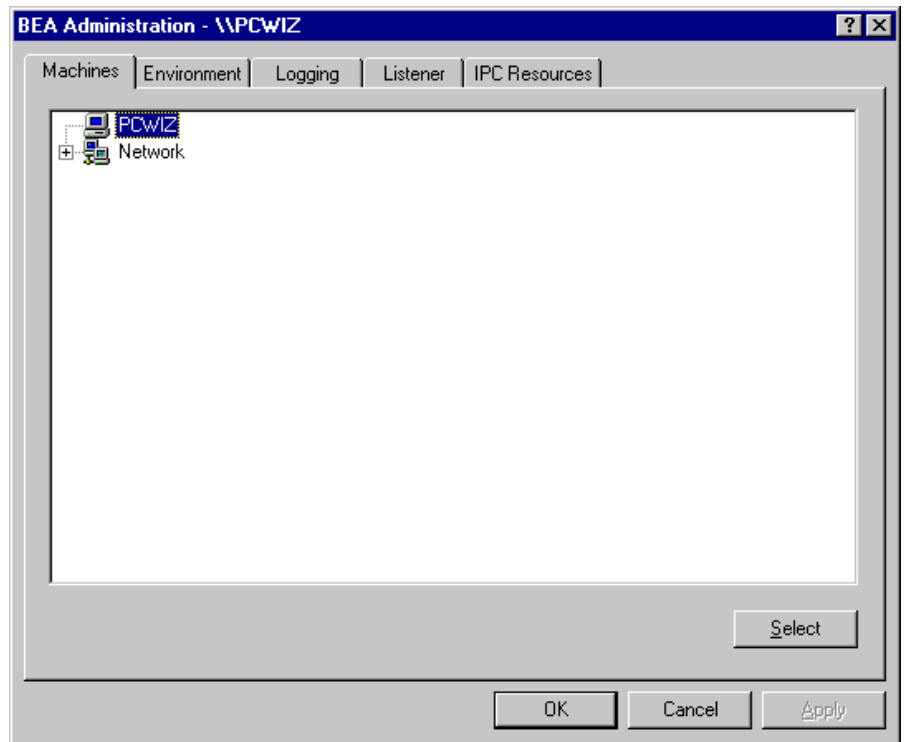 BEA Administration - \\PCWIZ
Machines Environment Logging Listener IPC Resources
PCWIZ
Network
Select
OK Cancel Apply